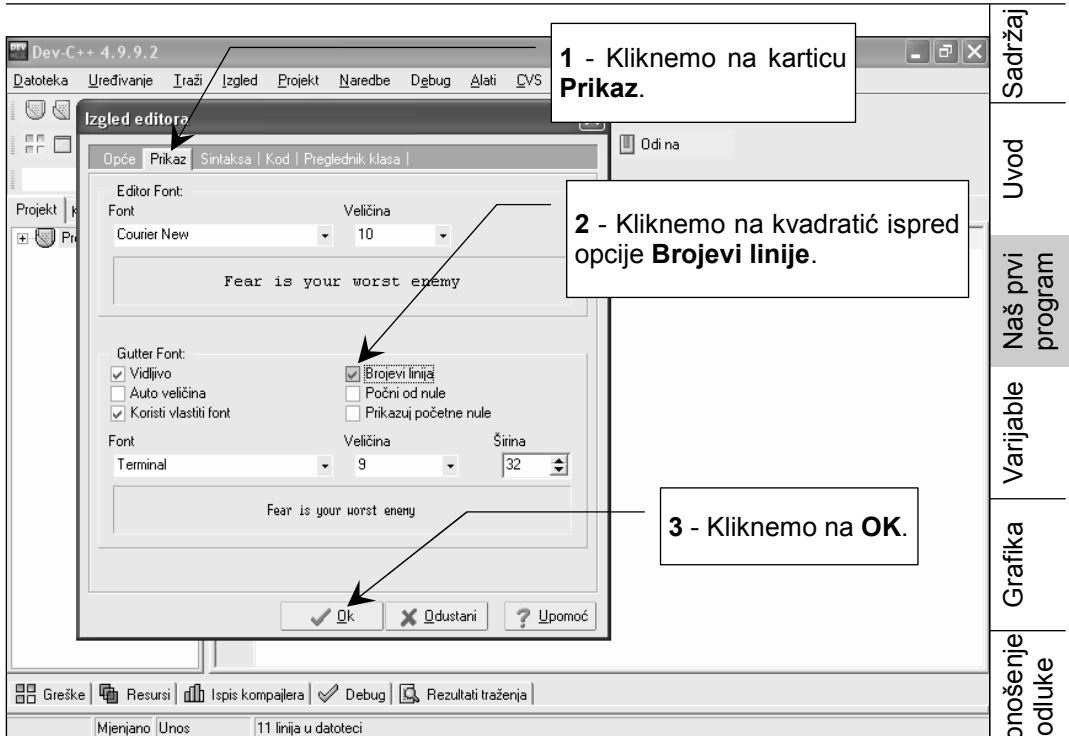 Dev-C++ 4.9.9.2
Datoteka Uređivanje Traži Izgled Projekt Naredbe Debug Alati CVS
1 - Kliknemo na karticu
Prikaz.
Izgled editora
Odi na
Opće Prikaz Sintaksa Kod Preglednik klasa
Projekt
Editor Font:
Font Veličina
Courier New 10
Fear is your worst enemy
2 - Kliknemo na kvadratić ispred
opcije Brojevi linije.
Gutter Font:
Vidljivo Brojevi linija
Auto veličina Počni od nule
Koristi vlastiti font Prikazuj početne nule
Font Veličina Širina
Terminal 9 32
Fear is your worst enemy
3 - Kliknemo na OK.
Ok Odustani Upomoć
Greške Resursi Ispis kompajlera Debug Rezultati traženja
Mjenjano Unos 11 linija u datoteci
Sadržaj
Uvod
Naš prvi
program
Varijable
Grafika
odluke